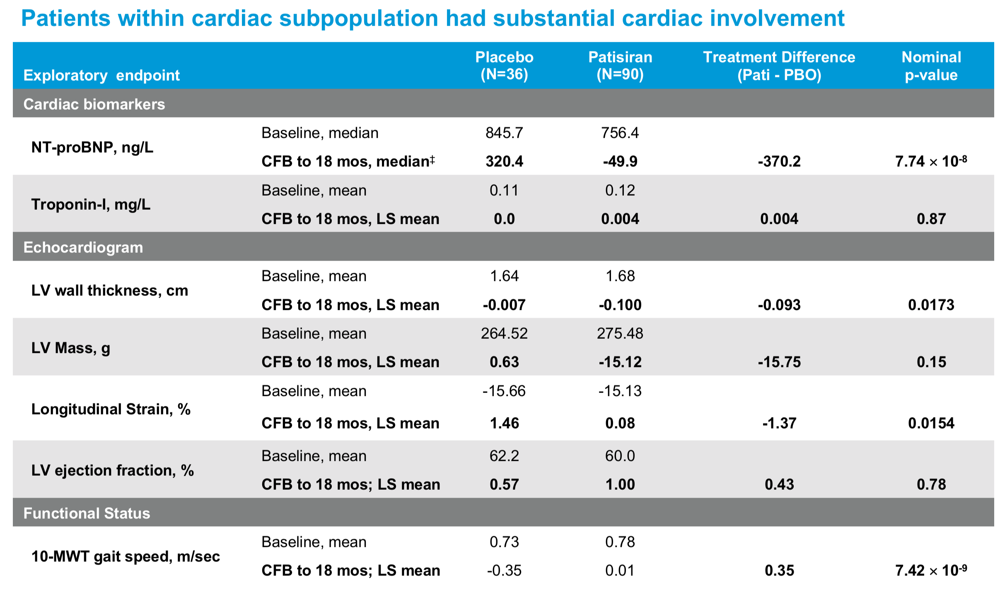 Patients within cardiac subpopulation had substantial cardiac involvement
Exploratory endpoint Placebo (N=36) Patisiran (N=90) Treatment Difference (Pati - PBO) Nominal p-value
Cardiac biomarkers
NT-proBNP, ng/L
Baseline, median 845.7 756.4
CFB to 18 mos, median‡ 320.4 -49.9 -370.2 7.74 × 10-8
Troponin-I, mg/L
Baseline, mean 0.11 0.12
CFB to 18 mos, LS mean 0.0 0.004 0.004 0.87
Echocardiogram
LV wall thickness, cm
Baseline, mean 1.64 1.68
CFB to 18 mos, LS mean -0.007 -0.100 -0.093 0.0173
LV Mass, g
Baseline, mean 264.52 275.48
CFB to 18 mos, LS mean 0.63 -15.12 -15.75 0.15
Longitudinal Strain, %
Baseline, mean -15.66 -15.13
CFB to 18 mos, LS mean 1.46 0.08 -1.37 0.0154
LV ejection fraction, %
Baseline, mean 62.2 60.0
CFB to 18 mos; LS mean 0.57 1.00 0.43 0.78
Functional Status
10-MWT gait speed, m/sec
Baseline, mean 0.73 0.78
CFB to 18 mos; LS mean -0.35 0.01 0.35 7.42 × 10-9